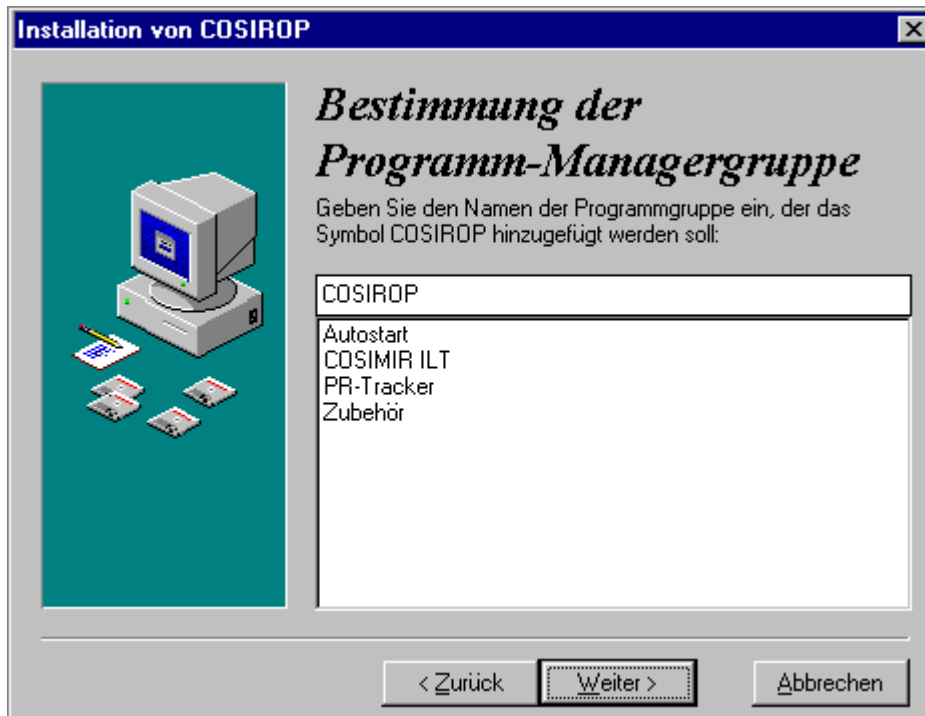 Installation von COSIROP
Bestimmung der
Programm-Managergruppe
Geben Sie den Namen der Programmgruppe ein, der das
Symbol COSIROP hinzugefügt werden soll:
COSIROP
Autostart
COSIMIR ILT
PR-Tracker
Zubehör
< Zurück
Weiter >
Abbrechen